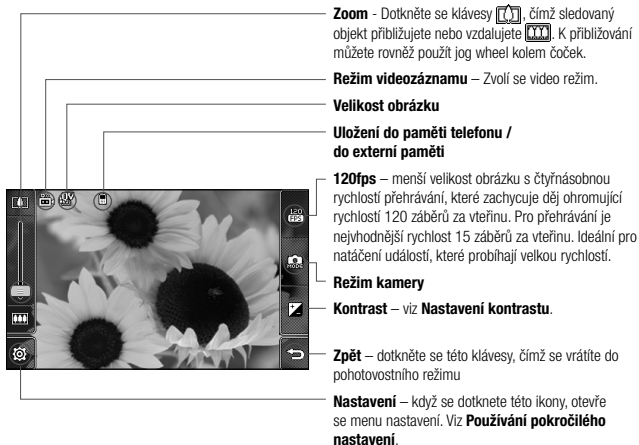 Zoom - Dotkněte se klávesy , čímž sledovaný
objekt přibližujete nebo vzdalujete . K přibližování
můžete rovněž použít jog wheel kolem čoček.
Režim videozáznamu – Zvolí se video režim.
Velikost obrázku
Uložení do paměti telefonu /
do externí paměti
120fps – menší velikost obrázku s čtyřnásobnou
rychlostí přehrávání, které zachycuje děj ohromující
rychlostí 120 záběrů za vteřinu. Pro přehrávání je
nejvhodnější rychlost 15 záběrů za vteřinu. Ideální pro
natáčení událostí, které probíhají velkou rychlostí.
120
FPS
Režim kamery
MODE
Kontrast – viz Nastavení kontrastu.
Zpět – dotkněte se této klávesy, čímž se vrátíte do
pohotovostního režimu
Nastavení – když se dotknete této ikony, otevře
se menu nastavení. Viz Používání pokročilého
nastavení.